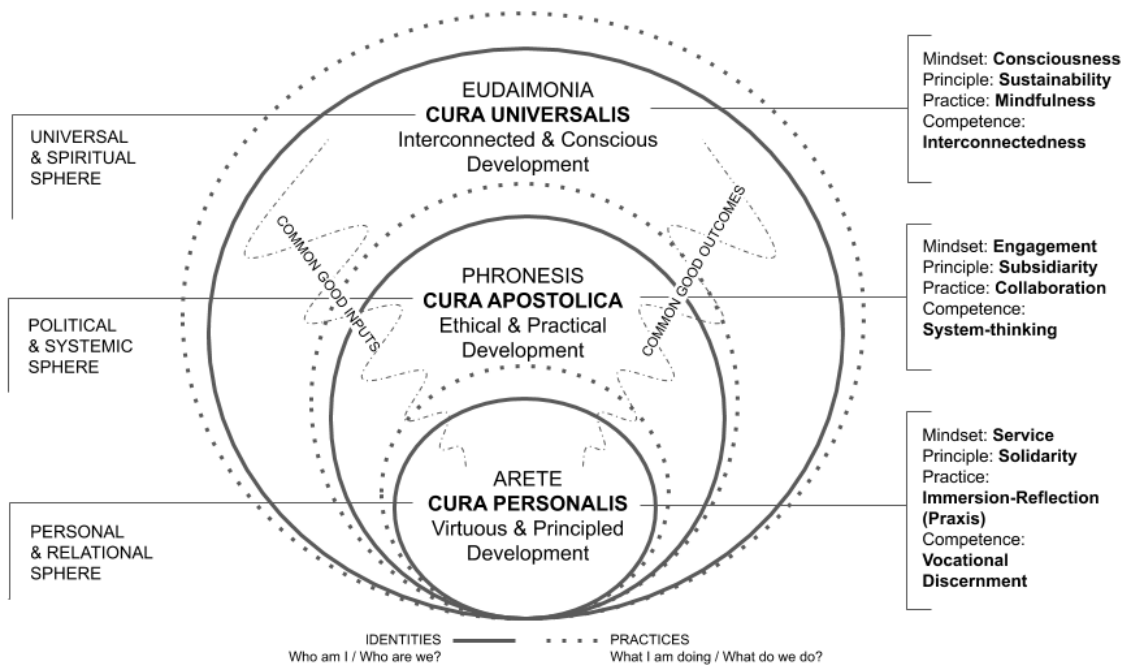 UNIVERSAL
& SPIRITUAL
SPHERE
EUDAIMONIA
CURA UNIVERSALIS
Interconnected & Conscious
Development
Mindset: Consciousness
Principle: Sustainability
Practice: Mindfulness
Competence:
Interconnectedness
COMMON GOOD INPUTS
COMMON GOOD OUTCOMES
POLITICAL
& SYSTEMIC
SPHERE
PHRONESIS
CURA APOSTOLICA
Ethical & Practical
Development
Mindset: Engagement
Principle: Subsidiarity
Practice: Collaboration
Competence:
System-thinking
PERSONAL
& RELATIONAL
SPHERE
ARETE
CURA PERSONALIS
Virtuous & Principled
Development
Mindset: Service
Principle: Solidarity
Practice:
Immersion-Reflection
(Praxis)
Competence:
Vocational
Discernment
IDENTITIES
Who am I / Who are we?
PRACTICES
What I am doing / What do we do?